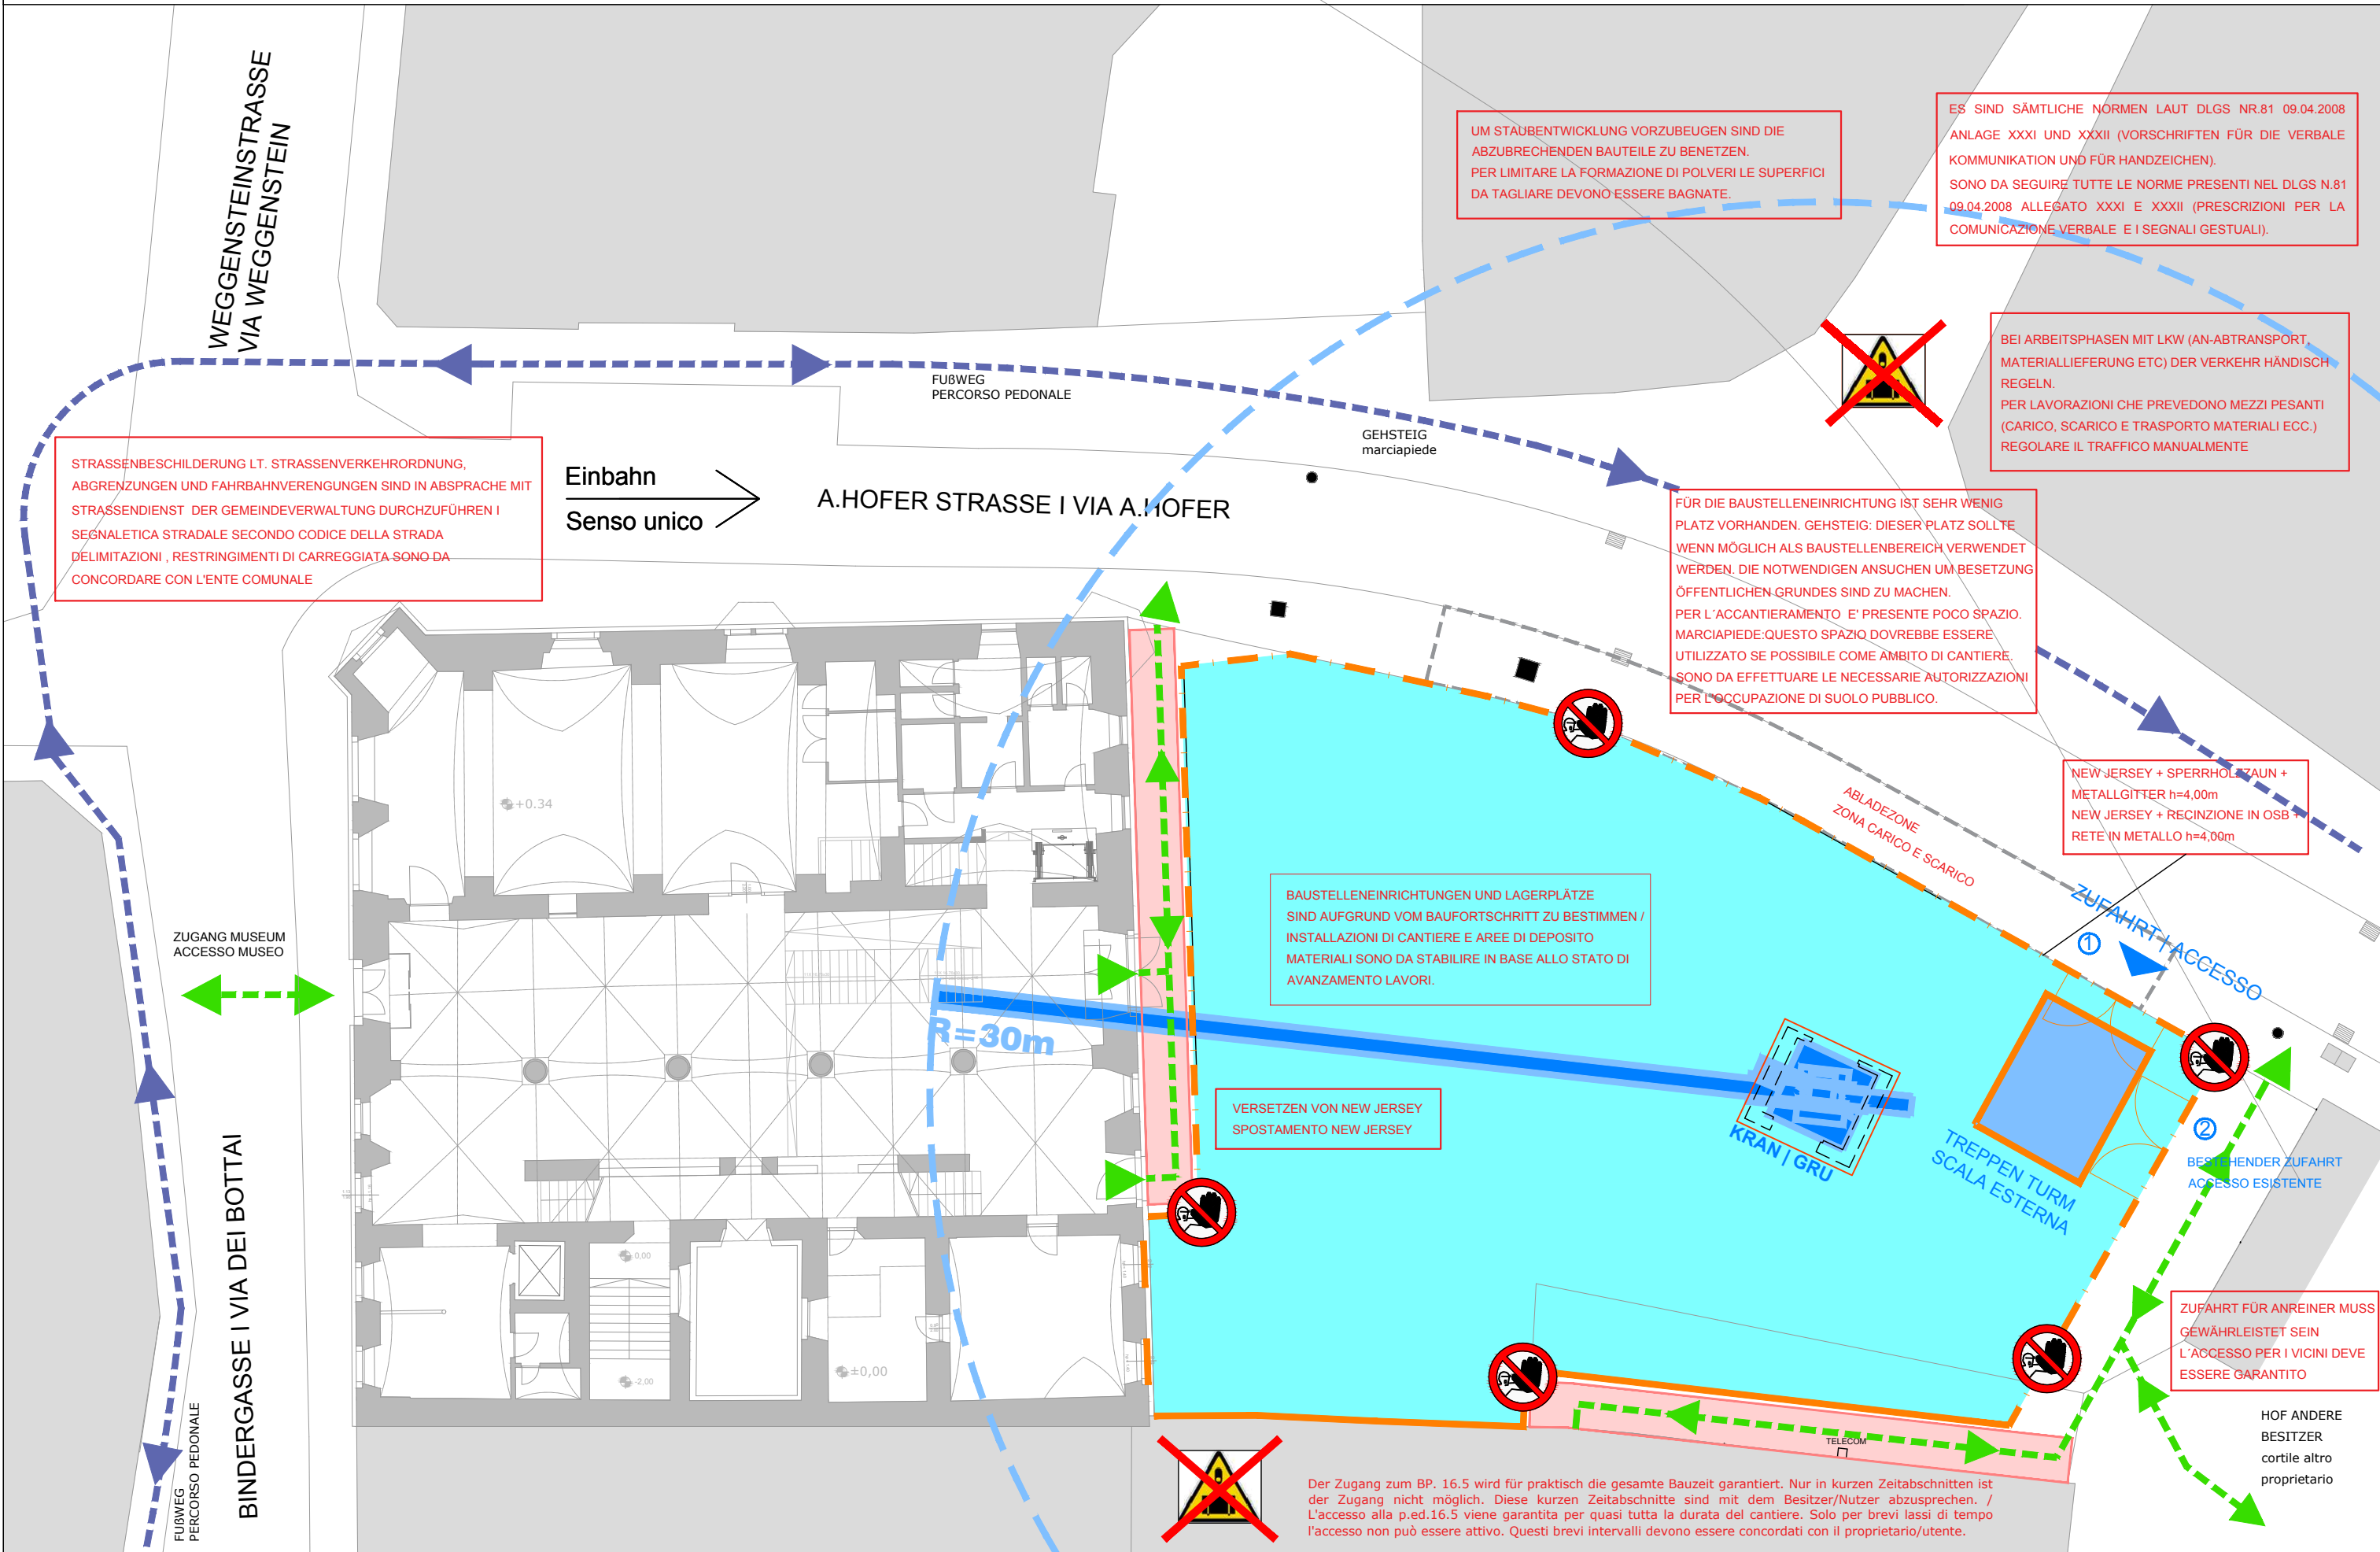 WEGGENSTEINSTRASSE
VIA WEGGENSTEIN
UM STAUBENTWICKLUNG VORZUBEUGEN SIND DIE
ABZUBRECHENDEN BAUTEILE ZU BENETZEN.
PER LIMITARE LA FORMAZIONE DI POLVERI LE SUPERFICI
DA TAGLIARE DEVONO ESSERE BAGNATE.
ES SIND SÄMTLICHE NORMEN LAUT DLGS NR.81 09.04.2008
ANLAGE XXXI UND XXXII (VORSCHRIFTEN FÜR DIE VERBALE
KOMMUNIKATION UND FÜR HANDZEICHEN).
SONO DA SEGUIRE TUTTE LE NORME PRESENTI NEL DLGS N.81
09.04.2008 ALLEGATO XXXI E XXXII (PRESCRIZIONI PER LA
COMUNICAZIONE VERBALE E I SEGNALI GESTUALI).
BEI ARBEITSPHASEN MIT LKW (AN-ABTRANSPORT,
MATERIALLIEFERUNG ETC) DER VERKEHR HÄNDISCH
REGELN.
PER LAVORAZIONI CHE PREVEDONO MEZZI PESANTI
(CARICO, SCARICO E TRASPORTO MATERIALI ECC.)
REGOLARE IL TRAFFICO MANUALMENTE
FUßWEG
PERCORSO PEDONALE
GEHSTEIG
marciapiede
STRASSENBESCHILDERUNG LT. STRASSENVERKEHRORDNUNG,
ABGRENZUNGEN UND FAHRBAHNVERENGUNGEN SIND IN ABSPRACHE MIT
STRASSENDIENST DER GEMEINDEVERWALTUNG DURCHZUFÜHREN I
SEGNALETICA STRADALE SECONDO CODICE DELLA STRADA
DELIMITAZIONI , RESTRINGIMENTI DI CARREGGIATA SONO DA
CONCORDARE CON L'ENTE COMUNALE
Einbahn
Senso unico
A.HOFER STRASSE I VIA A.HOFER
FÜR DIE BAUSTELLENEINRICHTUNG IST SEHR WENIG
PLATZ VORHANDEN. GEHSTEIG: DIESER PLATZ SOLLTE
WENN MÖGLICH ALS BAUSTELLENBEREICH VERWENDET
WERDEN. DIE NOTWENDIGEN ANSUCHEN UM BESETZUNG
ÖFFENTLICHEN GRUNDES SIND ZU MACHEN.
PER L´ACCANTIERAMENTO E' PRESENTE POCO SPAZIO.
MARCIAPIEDE:QUESTO SPAZIO DOVREBBE ESSERE
UTILIZZATO SE POSSIBILE COME AMBITO DI CANTIERE.
SONO DA EFFETTUARE LE NECESSARIE AUTORIZZAZIONI
PER L'OCCUPAZIONE DI SUOLO PUBBLICO.
NEW JERSEY + SPERRHOLZZAUN +
METALLGITTER h=4,00m
NEW JERSEY + RECINZIONE IN OSB +
RETE IN METALLO h=4,00m
ABLADEZONE
ZONA CARICO E SCARICO
ZUFAHRT | ACCESSO
1
+0.34
BAUSTELLENEINRICHTUNGEN UND LAGERPLÄTZE
SIND AUFGRUND VOM BAUFORTSCHRITT ZU BESTIMMEN /
INSTALLAZIONI DI CANTIERE E AREE DI DEPOSITO
MATERIALI SONO DA STABILIRE IN BASE ALLO STATO DI
AVANZAMENTO LAVORI.
ZUGANG MUSEUM
ACCESSO MUSEO
R=30m
VERSETZEN VON NEW JERSEY
SPOSTAMENTO NEW JERSEY
KRAN | GRU
TREPPEN TURM
SCALA ESTERNA
2
BESTEHENDER ZUFAHRT
ACCESSO ESISTENTE
BINDERGASSE I VIA DEI BOTTAI
0.00
-2.00
±0,00
ZUFAHRT FÜR ANREINER MUSS
GEWÄHRLEISTET SEIN
L´ACCESSO PER I VICINI DEVE
ESSERE GARANTITO
HOF ANDERE
BESITZER
cortile altro
proprietario
FUßWEG
PERCORSO PEDONALE
TELECOM
Der Zugang zum BP. 16.5 wird für praktisch die gesamte Bauzeit garantiert. Nur in kurzen Zeitabschnitten ist
der Zugang nicht möglich. Diese kurzen Zeitabschnitte sind mit dem Besitzer/Nutzer abzusprechen. /
L'accesso alla p.ed.16.5 viene garantita per quasi tutta la durata del cantiere. Solo per brevi lassi di tempo
l'accesso non può essere attivo. Questi brevi intervalli devono essere concordati con il proprietario/utente.